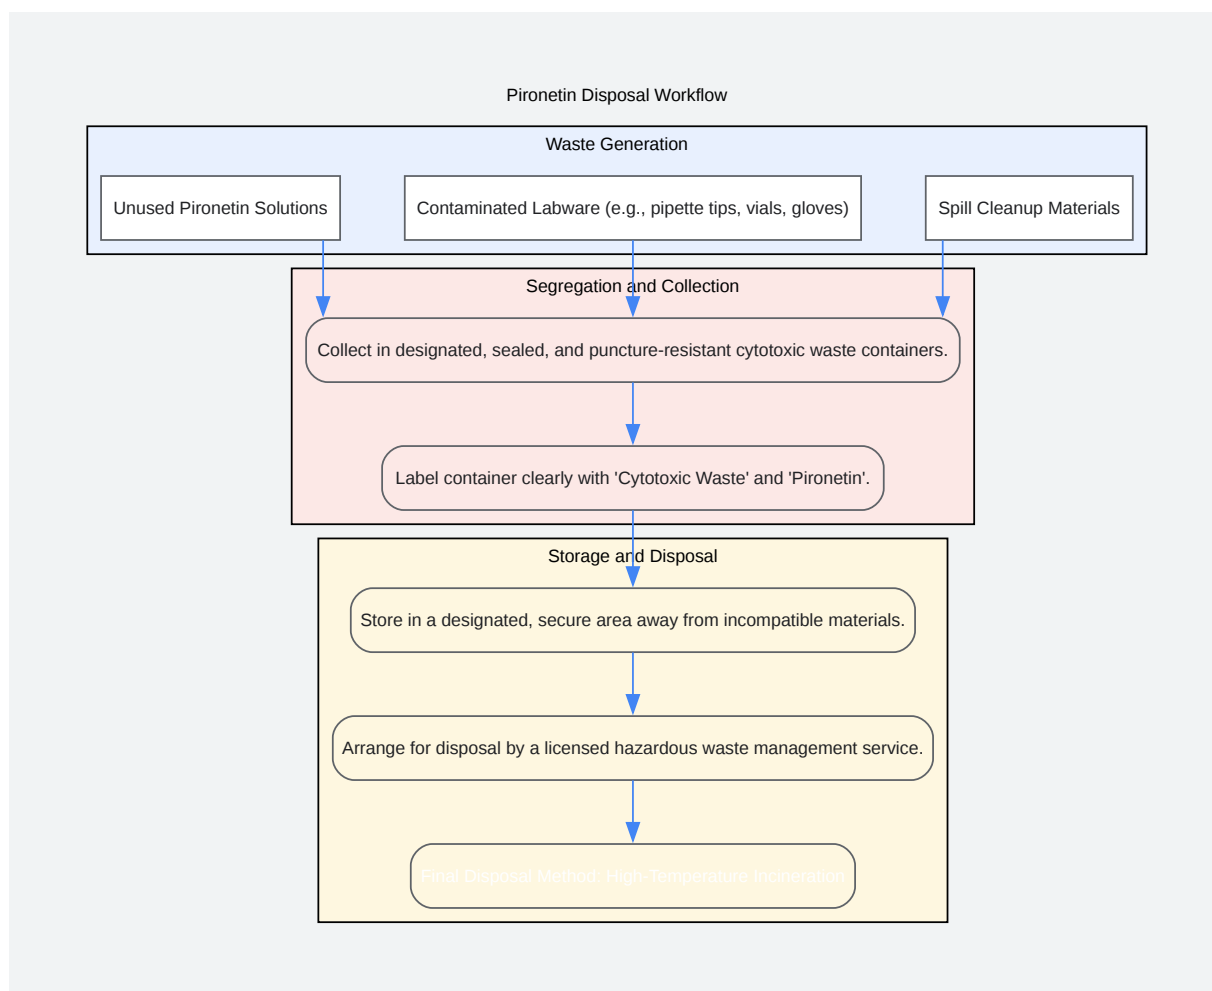 Pironetin Disposal Workflow
Waste Generation
Unused Pironetin Solutions
Contaminated Labware (e.g., pipette tips, vials, gloves)
Spill Cleanup Materials
Segregation and Collection
Collect in designated, sealed, and puncture-resistant cytotoxic waste containers.
Label container clearly with 'Cytotoxic Waste' and 'Pironetin'.
Storage and Disposal
Store in a designated, secure area away from incompatible materials.
Arrange for disposal by a licensed hazardous waste management service.
Final Disposal Method: High-Temperature Incineration